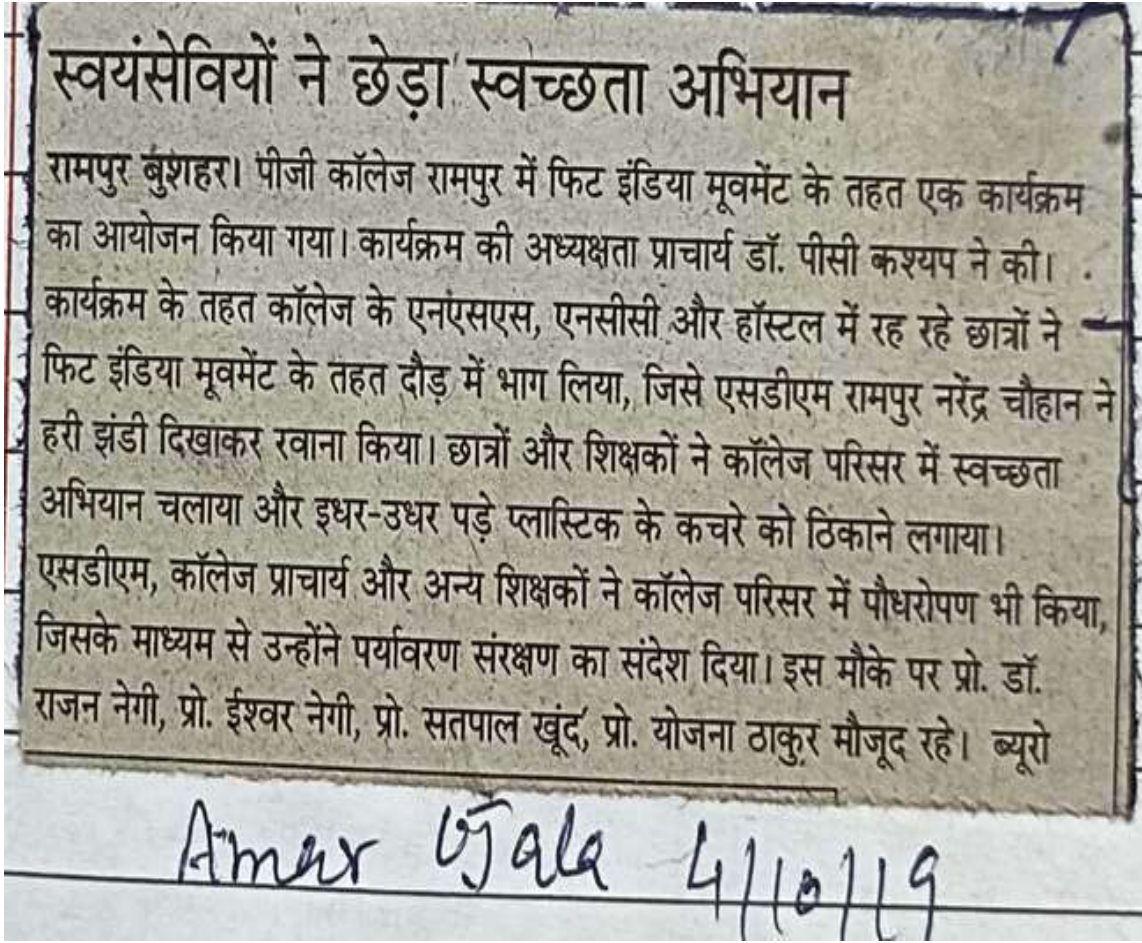 स्वयंसेवियों ने छेड़ा स्वच्छता अभियान
रामपुर बुशहर। पीजी कॉलेज रामपुर में फिट इंडिया मूवमेंट के तहत एक कार्यक्रम
का आयोजन किया गया। कार्यक्रम की अध्यक्षता प्राचार्य डॉ. पीसी कश्यप ने की।
कार्यक्रम के तहत कॉलेज के एनएसएस, एनसीसी और हॉस्टल में रह रहे छात्रों ने
फिट इंडिया मूवमेंट के तहत दौड़ में भाग लिया, जिसे एसडीएम रामपुर नरेंद्र चौहान ने
हरी झंडी दिखाकर रवाना किया। छात्रों और शिक्षकों ने कॉलेज परिसर में स्वच्छता
अभियान चलाया और इधर-उधर पड़े प्लास्टिक के कचरे को ठिकाने लगाया।
एसडीएम, कॉलेज प्राचार्य और अन्य शिक्षकों ने कॉलेज परिसर में पौधरोपण भी किया,
जिसके माध्यम से उन्होंने पर्यावरण संरक्षण का संदेश दिया। इस मौके पर प्रो. डॉ.
राजन नेगी, प्रो. ईश्वर नेगी, प्रो. सतपाल खूंद, प्रो. योजना ठाकुर मौजूद रहे। ब्यूरो
Amar Ujala 4/10/19